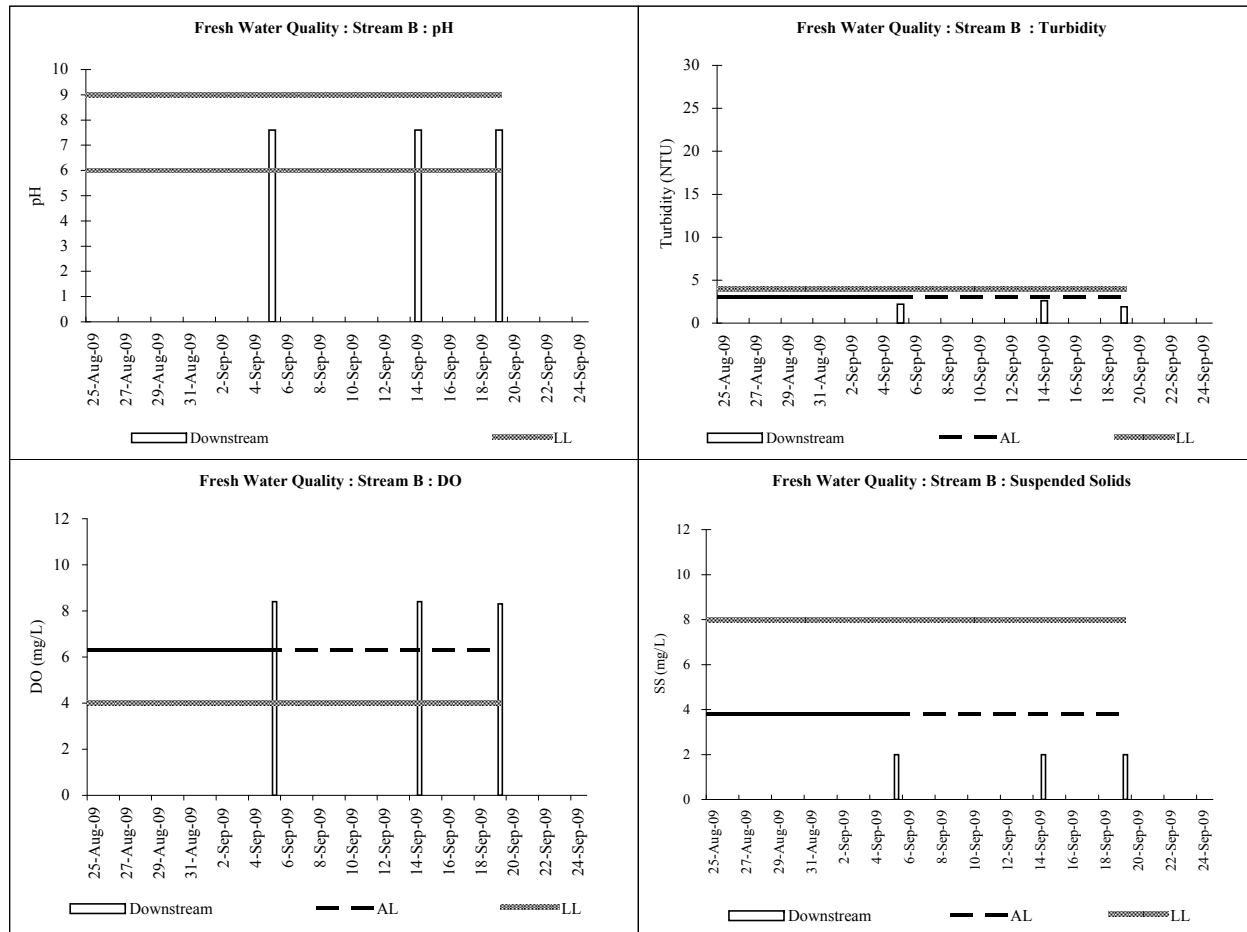 Fresh Water Quality : Stream B : pH
pH
10
9
8
7
6
5
4
3
2
1
0
25-Aug-09
27-Aug-09
29-Aug-09
31-Aug-09
2-Sep-09
4-Sep-09
6-Sep-09
8-Sep-09
10-Sep-09
12-Sep-09
14-Sep-09
16-Sep-09
18-Sep-09
20-Sep-09
22-Sep-09
24-Sep-09
Downstream LL
Fresh Water Quality : Stream B : Turbidity
Turbidity (NTU)
30
25
20
15
10
5
0
25-Aug-09
27-Aug-09
29-Aug-09
31-Aug-09
2-Sep-09
4-Sep-09
6-Sep-09
8-Sep-09
10-Sep-09
12-Sep-09
14-Sep-09
16-Sep-09
18-Sep-09
20-Sep-09
22-Sep-09
24-Sep-09
Downstream AL LL
Fresh Water Quality : Stream B : DO
DO (mg/L)
12
10
8
6
4
2
0
25-Aug-09
27-Aug-09
29-Aug-09
31-Aug-09
2-Sep-09
4-Sep-09
6-Sep-09
8-Sep-09
10-Sep-09
12-Sep-09
14-Sep-09
16-Sep-09
18-Sep-09
20-Sep-09
22-Sep-09
24-Sep-09
Downstream AL LL
Fresh Water Quality : Stream B : Suspended Solids
SS (mg/L)
12
10
8
6
4
2
0
25-Aug-09
27-Aug-09
29-Aug-09
31-Aug-09
2-Sep-09
4-Sep-09
6-Sep-09
8-Sep-09
10-Sep-09
12-Sep-09
14-Sep-09
16-Sep-09
18-Sep-09
20-Sep-09
22-Sep-09
24-Sep-09
Downstream AL LL